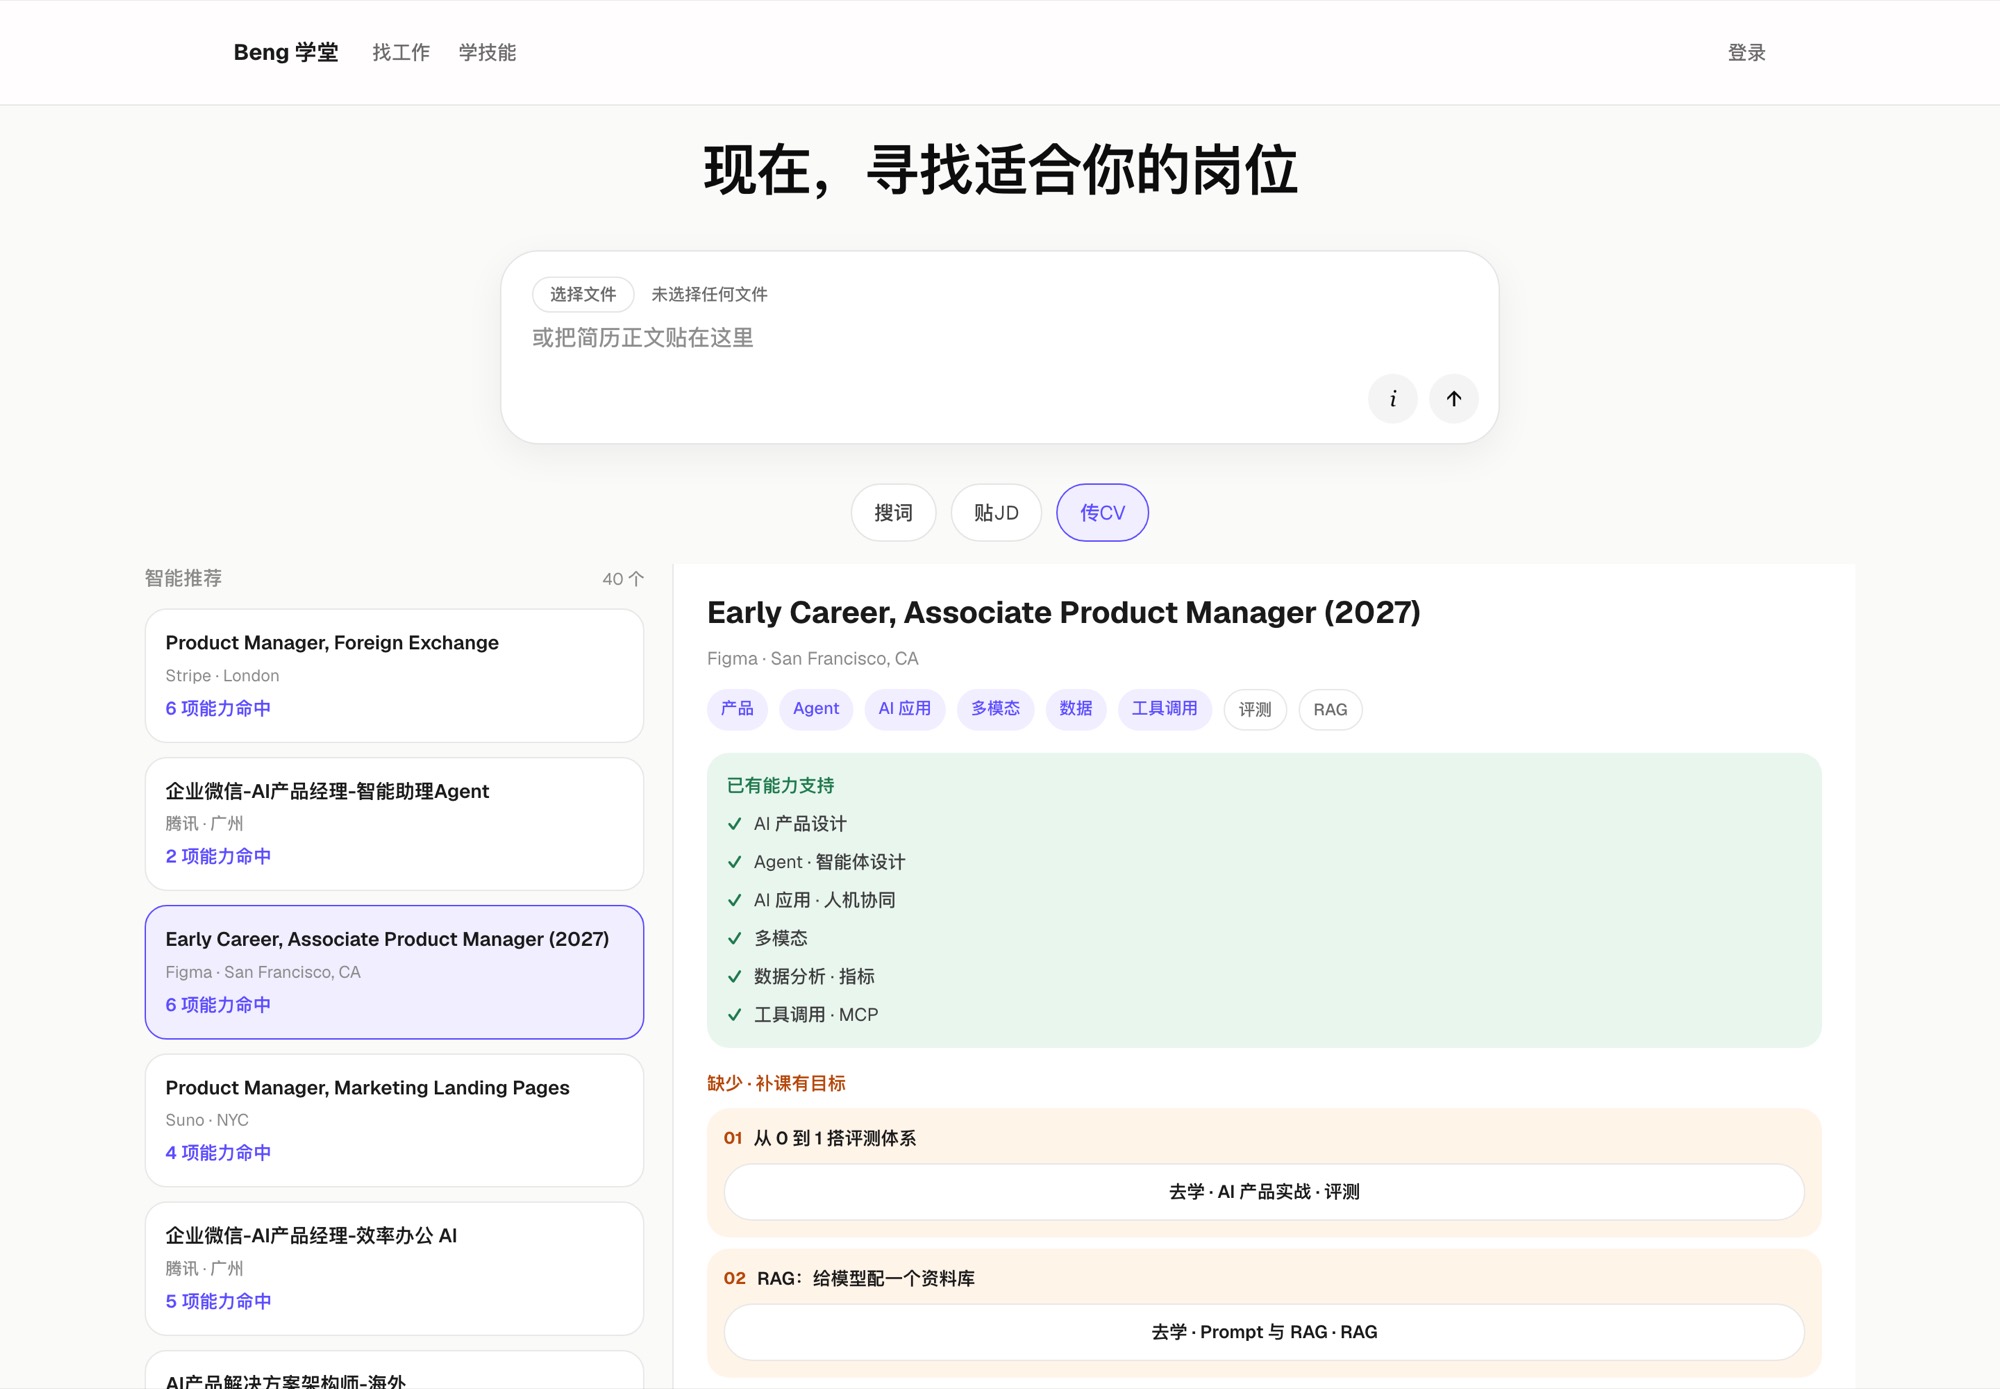 Beng 学堂 找工作 学技能 登录
现在，寻找适合你的岗位
选择文件 未选择任何文件
或把简历正文贴在这里
i ↑
搜词 贴JD 传CV
智能推荐 40 个
Product Manager, Foreign Exchange
Stripe · London
6 项能力命中
企业微信-AI产品经理-智能助理Agent
腾讯 · 广州
2 项能力命中
Early Career, Associate Product Manager (2027)
Figma · San Francisco, CA
6 项能力命中
Product Manager, Marketing Landing Pages
Suno · NYC
4 项能力命中
企业微信-AI产品经理-效率办公 AI
腾讯 · 广州
5 项能力命中
AI产品解决方案架构师-海外
Early Career, Associate Product Manager (2027)
Figma · San Francisco, CA
产品 Agent AI 应用 多模态 数据 工具调用 评测 RAG
已有能力支持
✓ AI 产品设计
✓ Agent · 智能体设计
✓ AI 应用 · 人机协同
✓ 多模态
✓ 数据分析 · 指标
✓ 工具调用 · MCP
缺少 · 补课有目标
01 从 0 到 1 搭评测体系
去学 · AI 产品实战 · 评测
02 RAG：给模型配一个资料库
去学 · Prompt 与 RAG · RAG